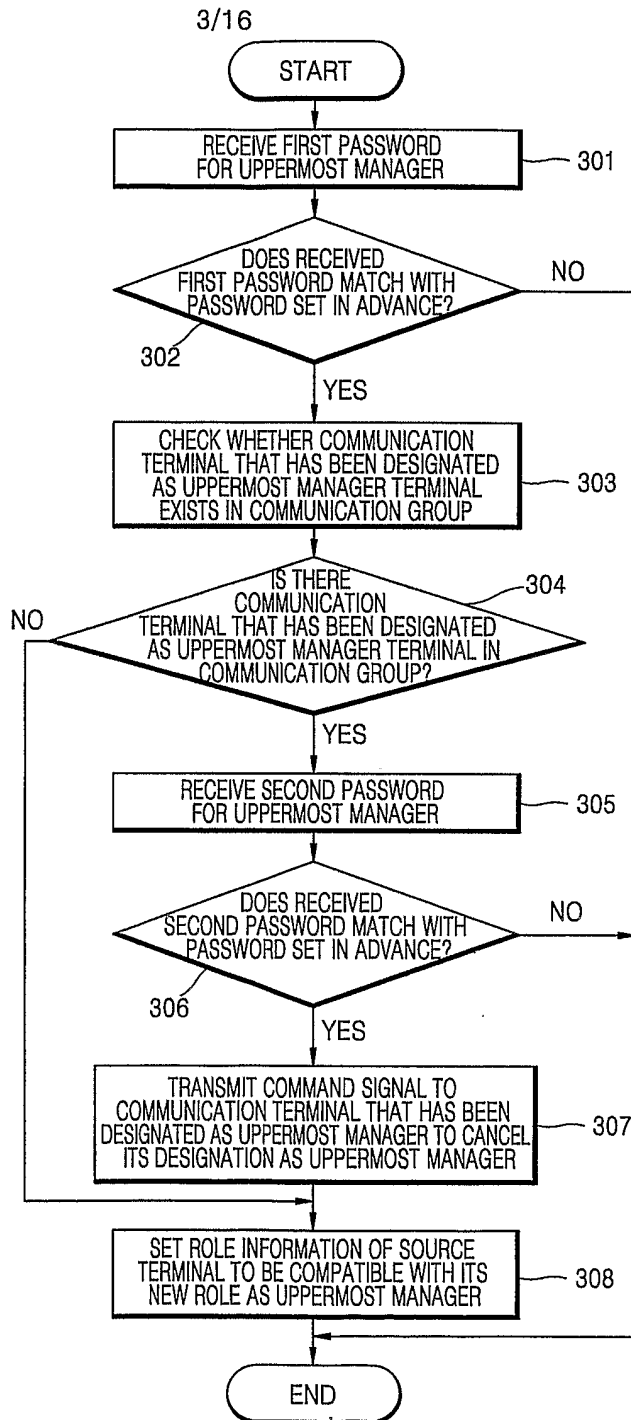 3/16
START
RECEIVE FIRST PASSWORD
FOR UPPERMOST MANAGER
301
DOES RECEIVED
FIRST PASSWORD MATCH WITH
PASSWORD SET IN ADVANCE?
NO
302
YES
CHECK WHETHER COMMUNICATION
TERMINAL THAT HAS BEEN DESIGNATED
AS UPPERMOST MANAGER TERMINAL
EXISTS IN COMMUNICATION GROUP
303
IS THERE
COMMUNICATION
TERMINAL THAT HAS BEEN DESIGNATED
AS UPPERMOST MANAGER TERMINAL IN
COMMUNICATION GROUP?
304
NO
YES
RECEIVE SECOND PASSWORD
FOR UPPERMOST MANAGER
305
DOES RECEIVED
SECOND PASSWORD MATCH WITH
PASSWORD SET IN ADVANCE?
NO
306
YES
TRANSMIT COMMAND SIGNAL TO
COMMUNICATION TERMINAL THAT HAS BEEN
DESIGNATED AS UPPERMOST MANAGER TO CANCEL
ITS DESIGNATION AS UPPERMOST MANAGER
307
SET ROLE INFORMATION OF SOURCE
TERMINAL TO BE COMPATIBLE WITH ITS
NEW ROLE AS UPPERMOST MANAGER
308
END